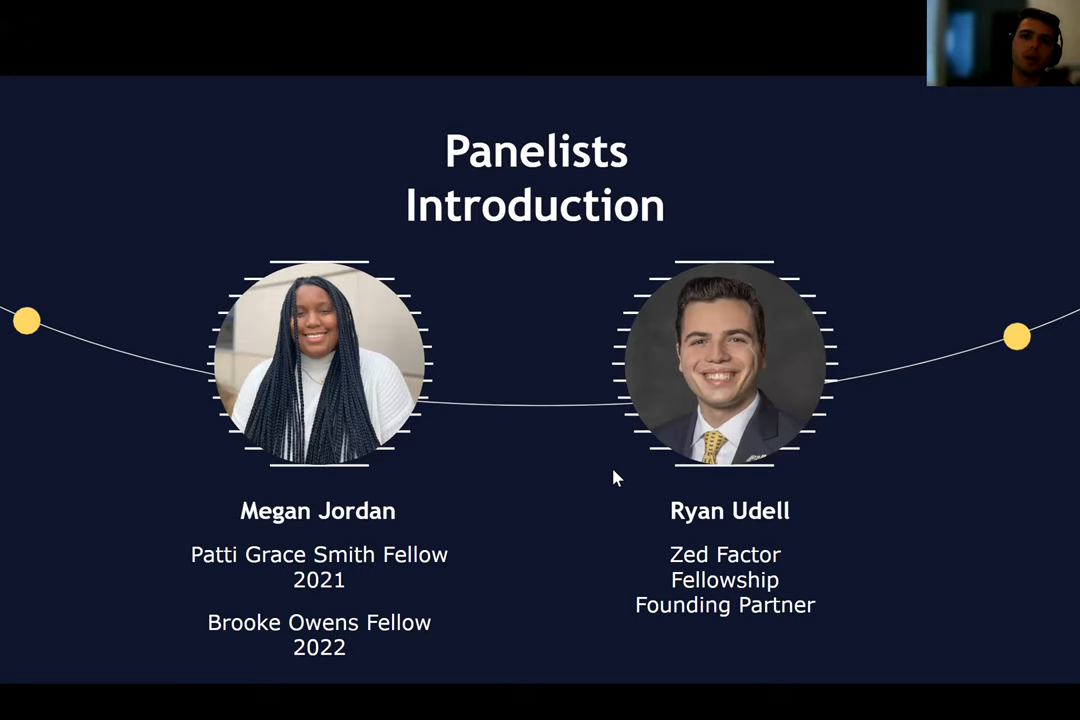 Panelists
Introduction
Megan Jordan
Patti Grace Smith Fellow
2021
Brooke Owens Fellow
2022
Ryan Udell
Zed Factor
Fellowship
Founding Partner